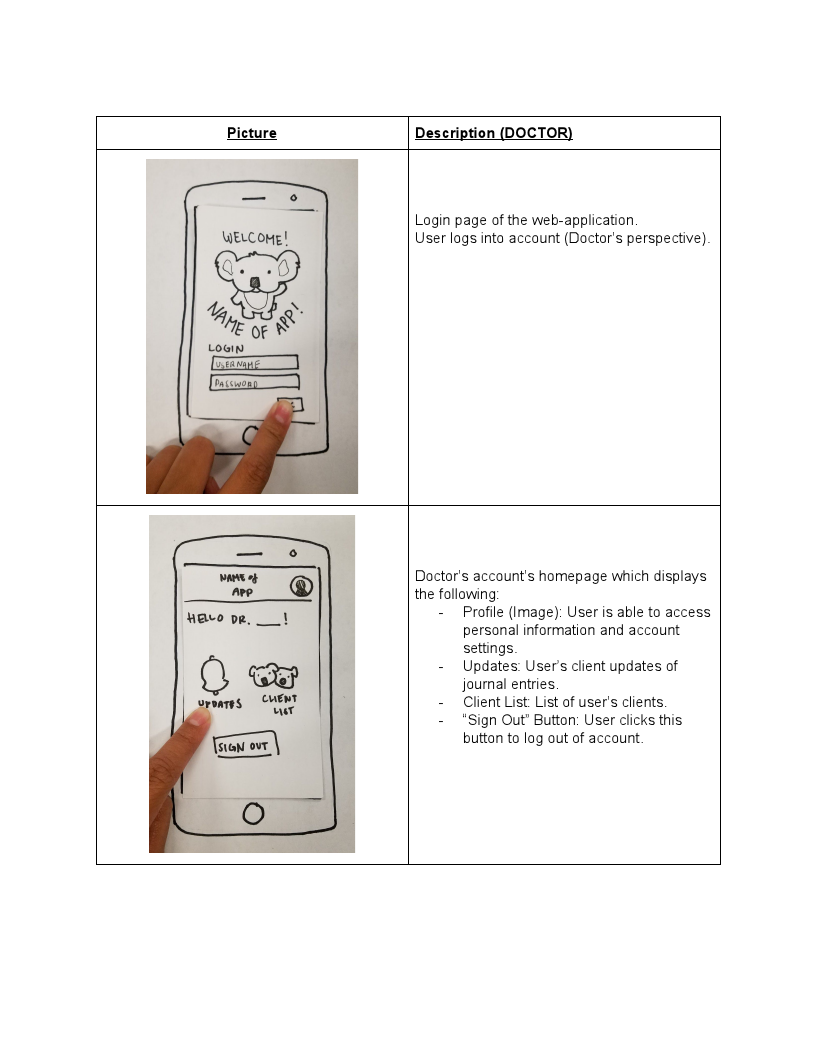 Picture
Description (DOCTOR)
WELCOME!
NAME OF APP!
LOGIN
USERNAME
PASSWORD
Login page of the web-application.
User logs into account (Doctor's perspective).
NAME of
APP
HELLO DR. ___!
UPDATES
CLIENT
LIST
SIGN OUT
Doctor's account's homepage which displays
the following:
- Profile (Image): User is able to access
personal information and account
settings.
- Updates: User's client updates of
journal entries.
- Client List: List of user's clients.
- “Sign Out” Button: User clicks this
button to log out of account.